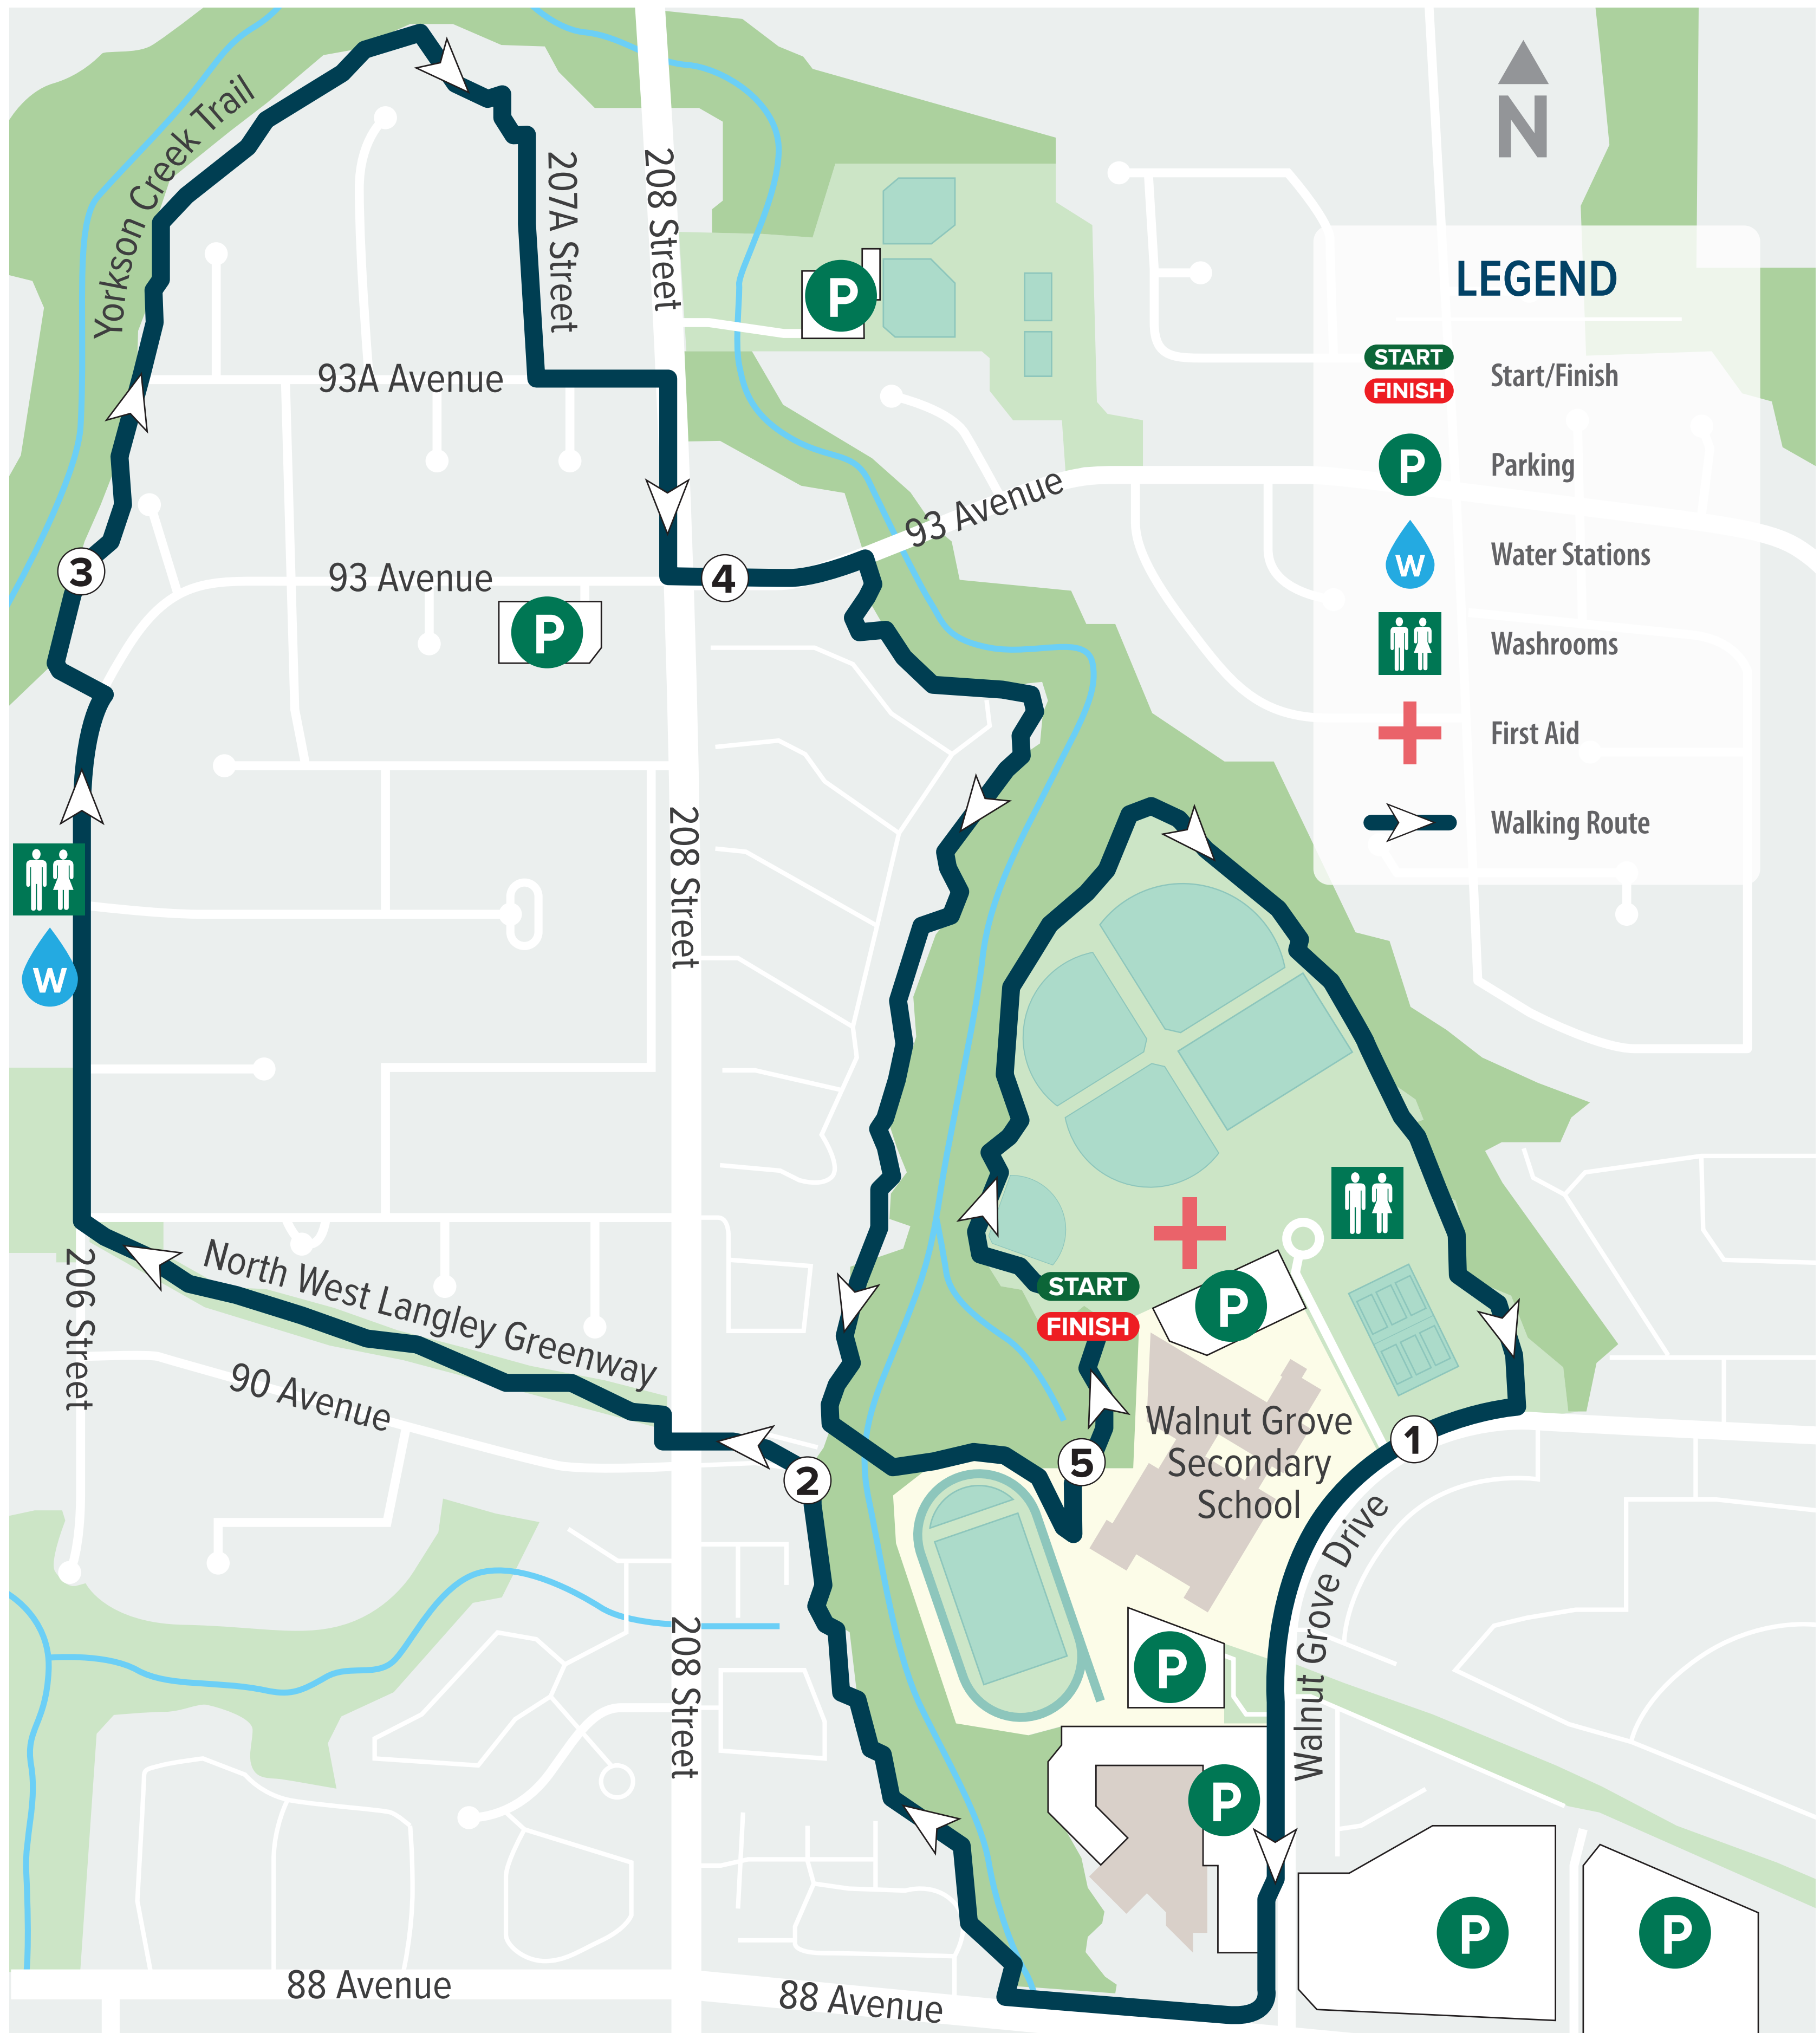 Yorkson Creek Trail
207A Street
208 Street
N
P
LEGEND
START
FINISH
Start/Finish
P
Parking
W
Water Stations
Washrooms
First Aid
Walking Route
93A Avenue
93 Avenue
3
93 Avenue
4
P
208 Street
W
206 Street
North West Langley Greenway
90 Avenue
START
FINISH
P
Walnut Grove
Secondary
School
1
5
2
Walnut Grove Drive
208 Street
P
P
P
P
88 Avenue
88 Avenue